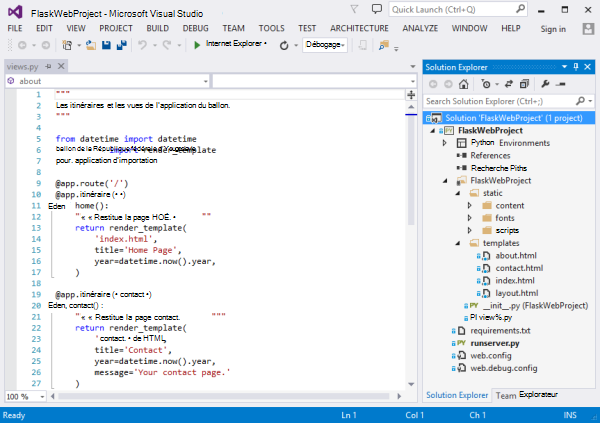 FlaskWebProject - Microsoft Visual Studio
Quick Launch (Ctrl+Q)
FILE EDIT VIEW PROJECT BUILD DEBUG TEAM TOOLS TEST ARCHITECTURE ANALYZE WINDOW HELP Sign in
Internet Explorer • Débogage
views.py
about
1 """
2 Les itinéraires et les vues de l'application du ballon.
3 """
4
5 from datetime import datetime
6 import render_template
7 pour. application d'importation
8
9 @app.route('/')
10 @app.itinéraire (• •)
11 Eden home():
12 "« « Restitue la page HOÉ. • ""
13 return render_template(
14 'index.html',
15 title='Home Page',
16 year=datetime.now().year,
17 )
18
19 @app.itinéraire (• contact •)
20 Eden, contact() :
21 "« « Restitue la page contact. """
22 return render_template(
23 'contact. • de HTML,
24 title='Contact',
25 year=datetime.now().year,
26 message='Your contact page.'
27 )
100 %
Solution Explorer
Search Solution Explorer (Ctrl+;)
Solution 'FlaskWebProject' (1 project)
FlaskWebProject
Python Environments
References
Recherche Piths
FlaskWebProject
static
content
fonts
scripts
templates
about.html
contact.html
index.html
layout.html
PY __init__.py (FlaskWebProject)
PI view%.py
requirements.txt
PY runserver.py
web.config
web.debug.config
Solution Explorer Team Explorateur
Ready Ln 1 Col 1 Ch 1 INS